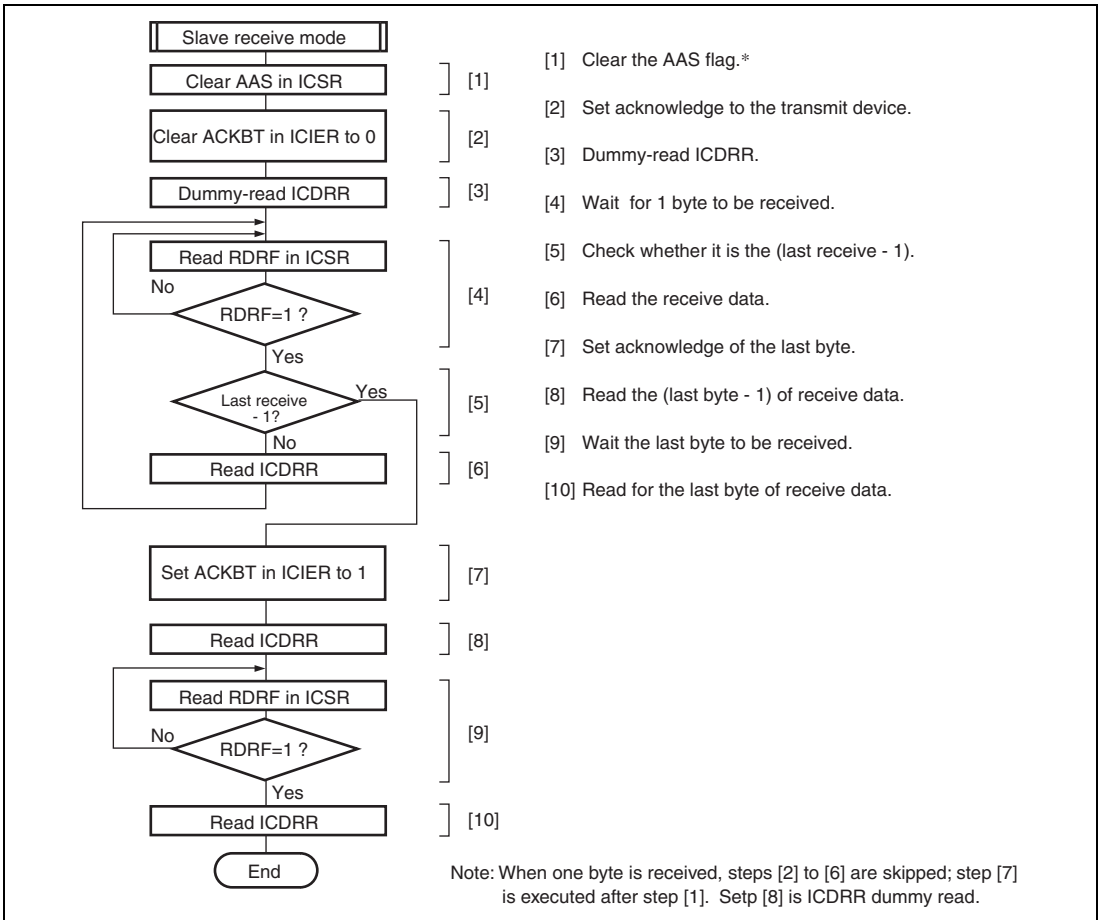 Slave receive mode
Clear AAS in ICSR
[1]
Clear ACKBT in ICIER to 0
[2]
Dummy-read ICDRR
[3]
Read RDRF in ICSR
No
RDRF=1 ?
[4]
Yes
Last receive
- 1?
Yes
[5]
No
Read ICDRR
[6]
Set ACKBT in ICIER to 1
[7]
Read ICDRR
[8]
Read RDRF in ICSR
No
RDRF=1 ?
[9]
Yes
Read ICDRR
[10]
End
[1] Clear the AAS flag.*
[2] Set acknowledge to the transmit device.
[3] Dummy-read ICDRR.
[4] Wait for 1 byte to be received.
[5] Check whether it is the (last receive - 1).
[6] Read the receive data.
[7] Set acknowledge of the last byte.
[8] Read the (last byte - 1) of receive data.
[9] Wait the last byte to be received.
[10] Read for the last byte of receive data.
Note: When one byte is received, steps [2] to [6] are skipped; step [7]
is executed after step [1]. Setp [8] is ICDRR dummy read.